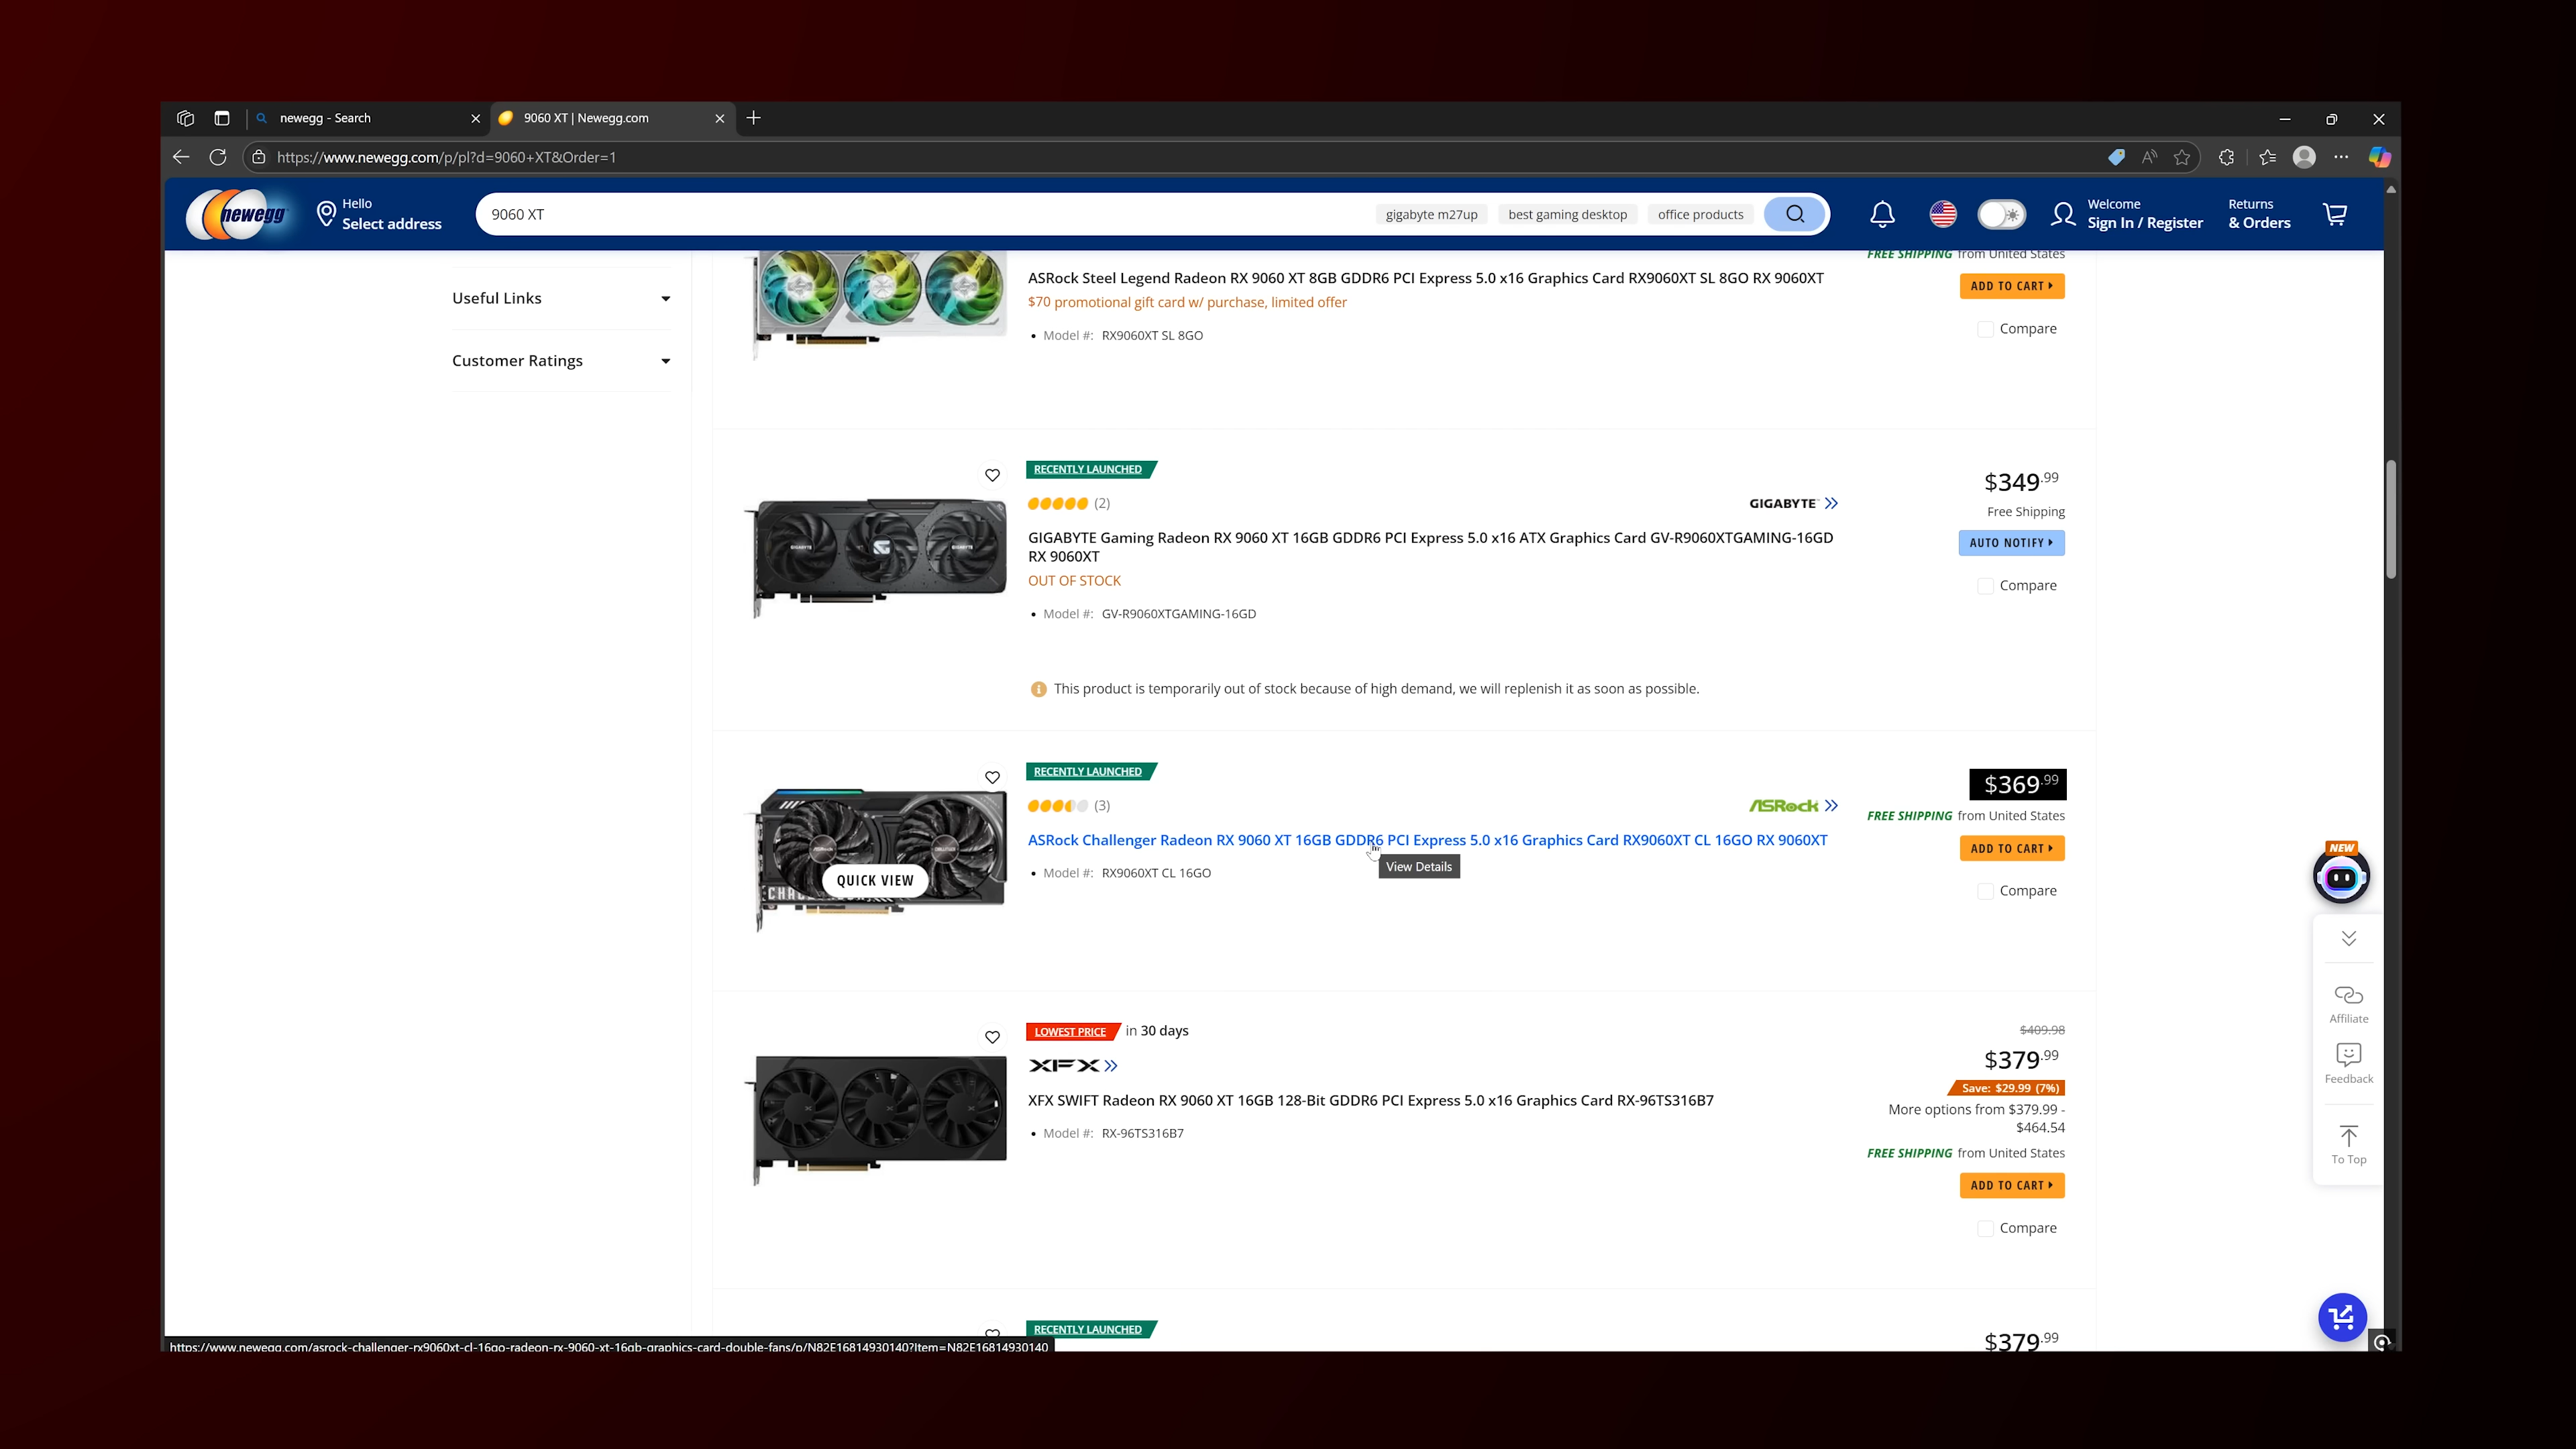 newegg - Search
9060 XT | Newegg.com
https://www.newegg.com/p/pl?d=9060+XT&Order=1
newegg
Hello
Select address
9060 XT
gigabyte m27up
best gaming desktop
office products
Welcome
Sign In / Register
Returns
& Orders
Useful Links
Customer Ratings
ASRock Steel Legend Radeon RX 9060 XT 8GB GDDR6 PCI Express 5.0 x16 Graphics Card RX9060XT SL 8GO RX 9060XT
$70 promotional gift card w/ purchase, limited offer
Model #: RX9060XT SL 8GO
FREE SHIPPING from United States
ADD TO CART
Compare
RECENTLY LAUNCHED
(2)
GIGABYTE
GIGABYTE Gaming Radeon RX 9060 XT 16GB GDDR6 PCI Express 5.0 x16 ATX Graphics Card GV-R9060XTGAMING-16GD
RX 9060XT
OUT OF STOCK
Model #: GV-R9060XTGAMING-16GD
This product is temporarily out of stock because of high demand, we will replenish it as soon as possible.
$349.99
Free Shipping
AUTO NOTIFY
Compare
RECENTLY LAUNCHED
(3)
ASRock
ASRock Challenger Radeon RX 9060 XT 16GB GDDR6 PCI Express 5.0 x16 Graphics Card RX9060XT CL 16GO RX 9060XT
View Details
Model #: RX9060XT CL 16GO
QUICK VIEW
$369.99
FREE SHIPPING from United States
ADD TO CART
Compare
LOWEST PRICE in 30 days
XFX
XFX SWIFT Radeon RX 9060 XT 16GB 128-Bit GDDR6 PCI Express 5.0 x16 Graphics Card RX-96TS316B7
Model #: RX-96TS316B7
$409.98
$379.99
Save: $29.99 (7%)
More options from $379.99 -
$464.54
FREE SHIPPING from United States
ADD TO CART
Compare
RECENTLY LAUNCHED
$379.99
NEW
Affiliate
Feedback
To Top
https://www.newegg.com/asrock-challenger-rx9060xt-cl-16go-radeon-rx-9060-xt-16gb-graphics-card-double-fans/p/N82E16814930140?Item=N82E16814930140